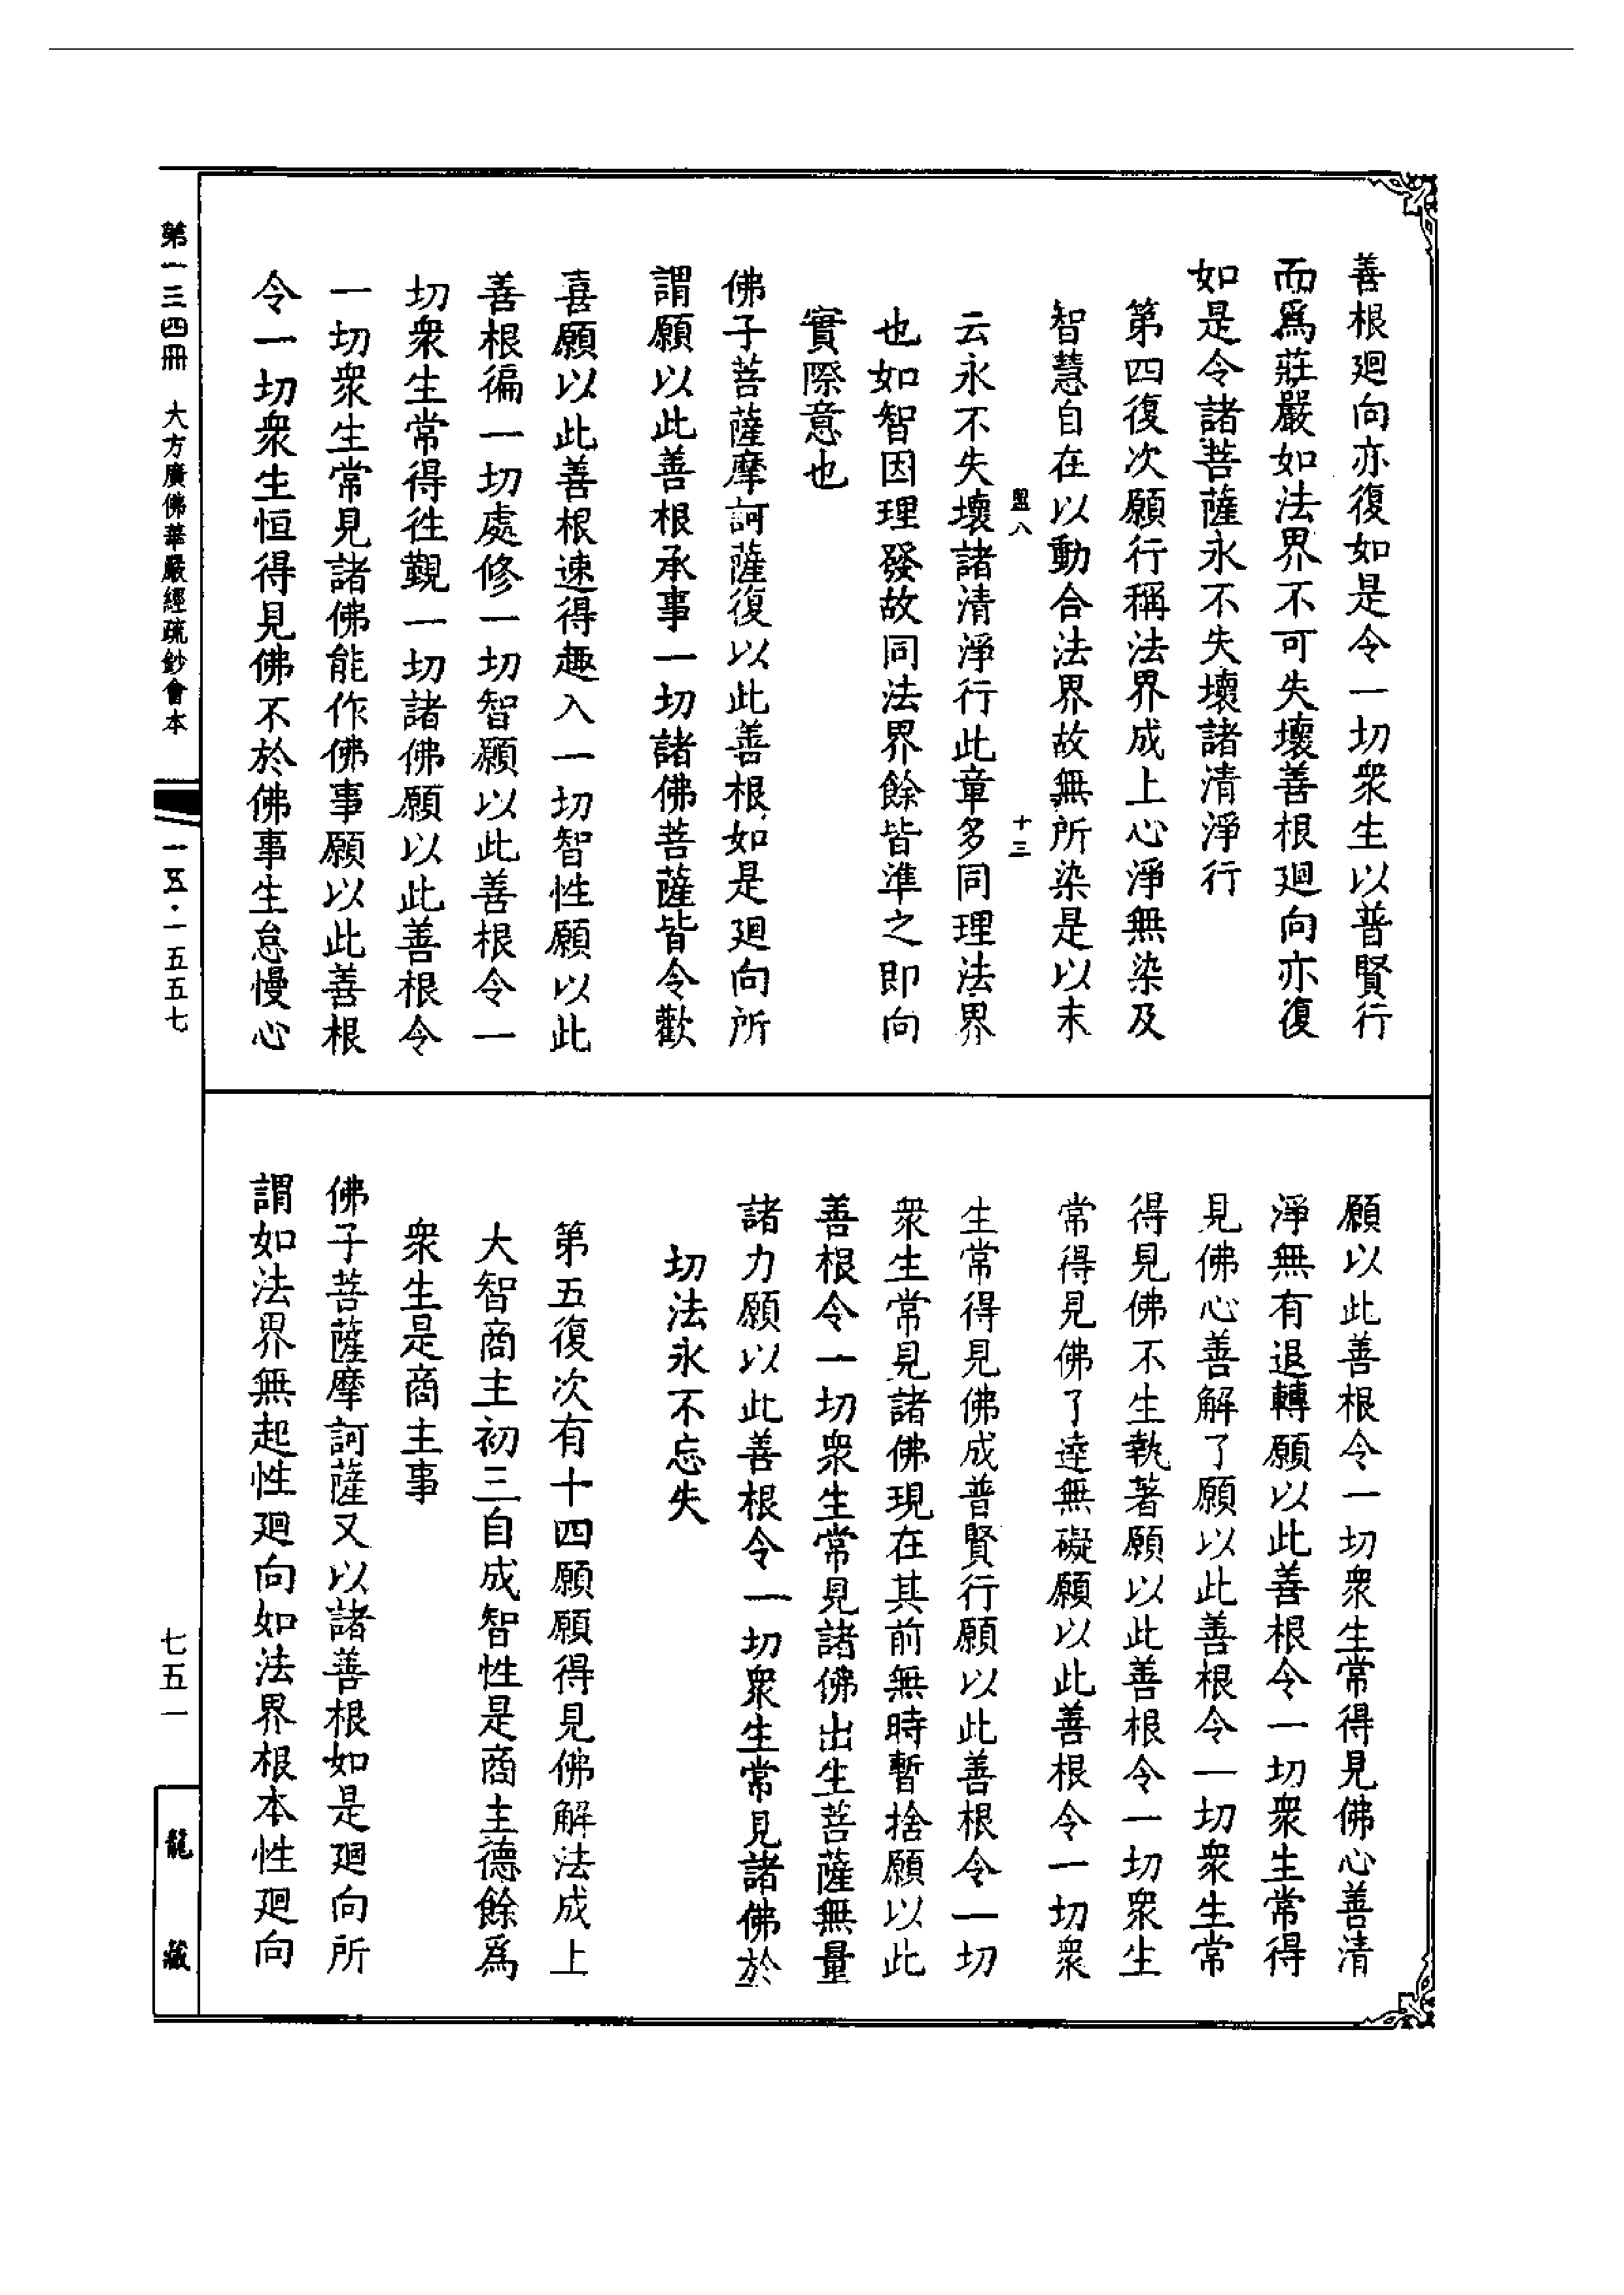 善根廻向亦復如是令一切衆生以普賢行
而爲莊嚴如法界不可失壞善根廻向亦復
如是令諸菩薩永不失壞諸清淨行
第四復次願行稱法界成上心淨無染及
智慧自在以動合法界故無所染是以末
盤八
十三
云永不失壞諸清淨行此章多同理法界
也如智因理發故同法界餘皆準之即向
實際意也
佛子菩薩摩訶薩復以此善根如是廻向所
謂願以此善根承事一切諸佛菩薩皆令歡
喜願以此善根速得趣入一切智性願以此
善根徧一切處修一切智願以此善根令一
切衆生常得徃覲一切諸佛願以此善根令
一切衆生常見諸佛能作佛事願以此善根
令一切衆生恒得見佛不於佛事生怠慢心
願以此善根令一切衆生常得見佛心善清
淨無有退轉願以此善根令一切衆生常得
見佛心善解了願以此善根令一切衆生常
得見佛不生執著願以此善根令一切衆生
常得見佛了達無礙願以此善根令一切衆
生常得見佛成普賢行願以此善根令一切
衆生常見諸佛現在其前無時暫捨願以此
善根令一切衆生常見諸佛出生菩薩無量
諸力願以此善根令一切衆生常見諸佛於
切法永不忘失
第五復次有十四願願得見佛解法成上
大智商主初三自成智性是商主德餘爲
衆生是商主事
佛子菩薩摩訶薩又以諸善根如是廻向所
謂如法界無起性廻向如法界根本性廻向
第一三四冊　大方廣佛華嚴經疏鈔會本
一五·一五五七
七五一
龍藏